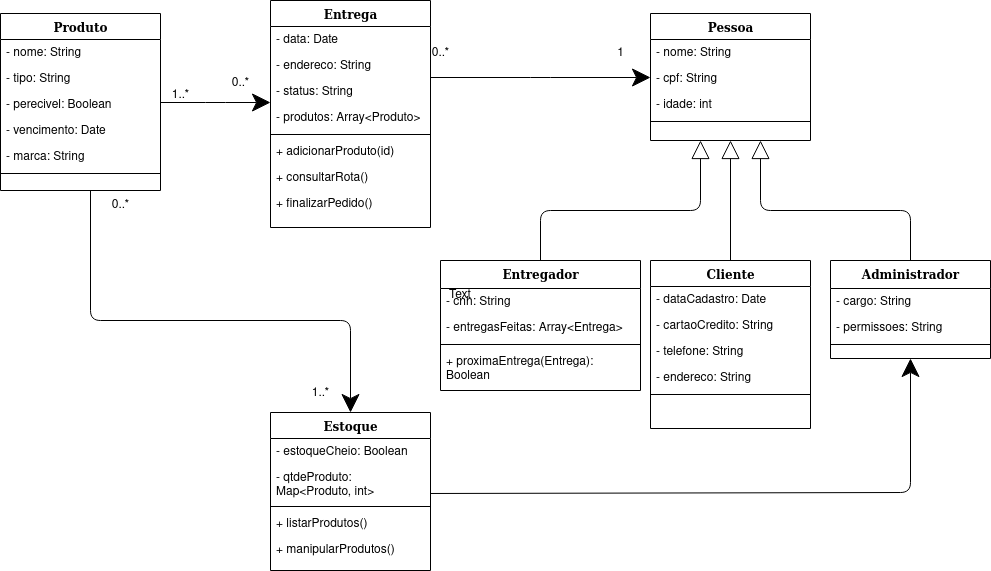 Produto
- nome: String
- tipo: String
- perecivel: Boolean
- vencimento: Date
- marca: String
1..*
0..*
Entrega
- data: Date
- endereco: String
- status: String
- produtos: Array<Produto>
+ adicionarProduto(id)
+ consultarRota()
+ finalizarPedido()
0..*
1
Pessoa
- nome: String
- cpf: String
- idade: int
0..*
1..*
Entregador
Text
- cnh: String
- entregasFeitas: Array<Entrega>
+ proximaEntrega(Entrega):
Boolean
Cliente
- dataCadastro: Date
- cartaoCredito: String
- telefone: String
- endereco: String
Administrador
- cargo: String
- permissoes: String
Estoque
- estoqueCheio: Boolean
- qtdeProduto:
Map<Produto, int>
+ listarProdutos()
+ manipularProdutos()